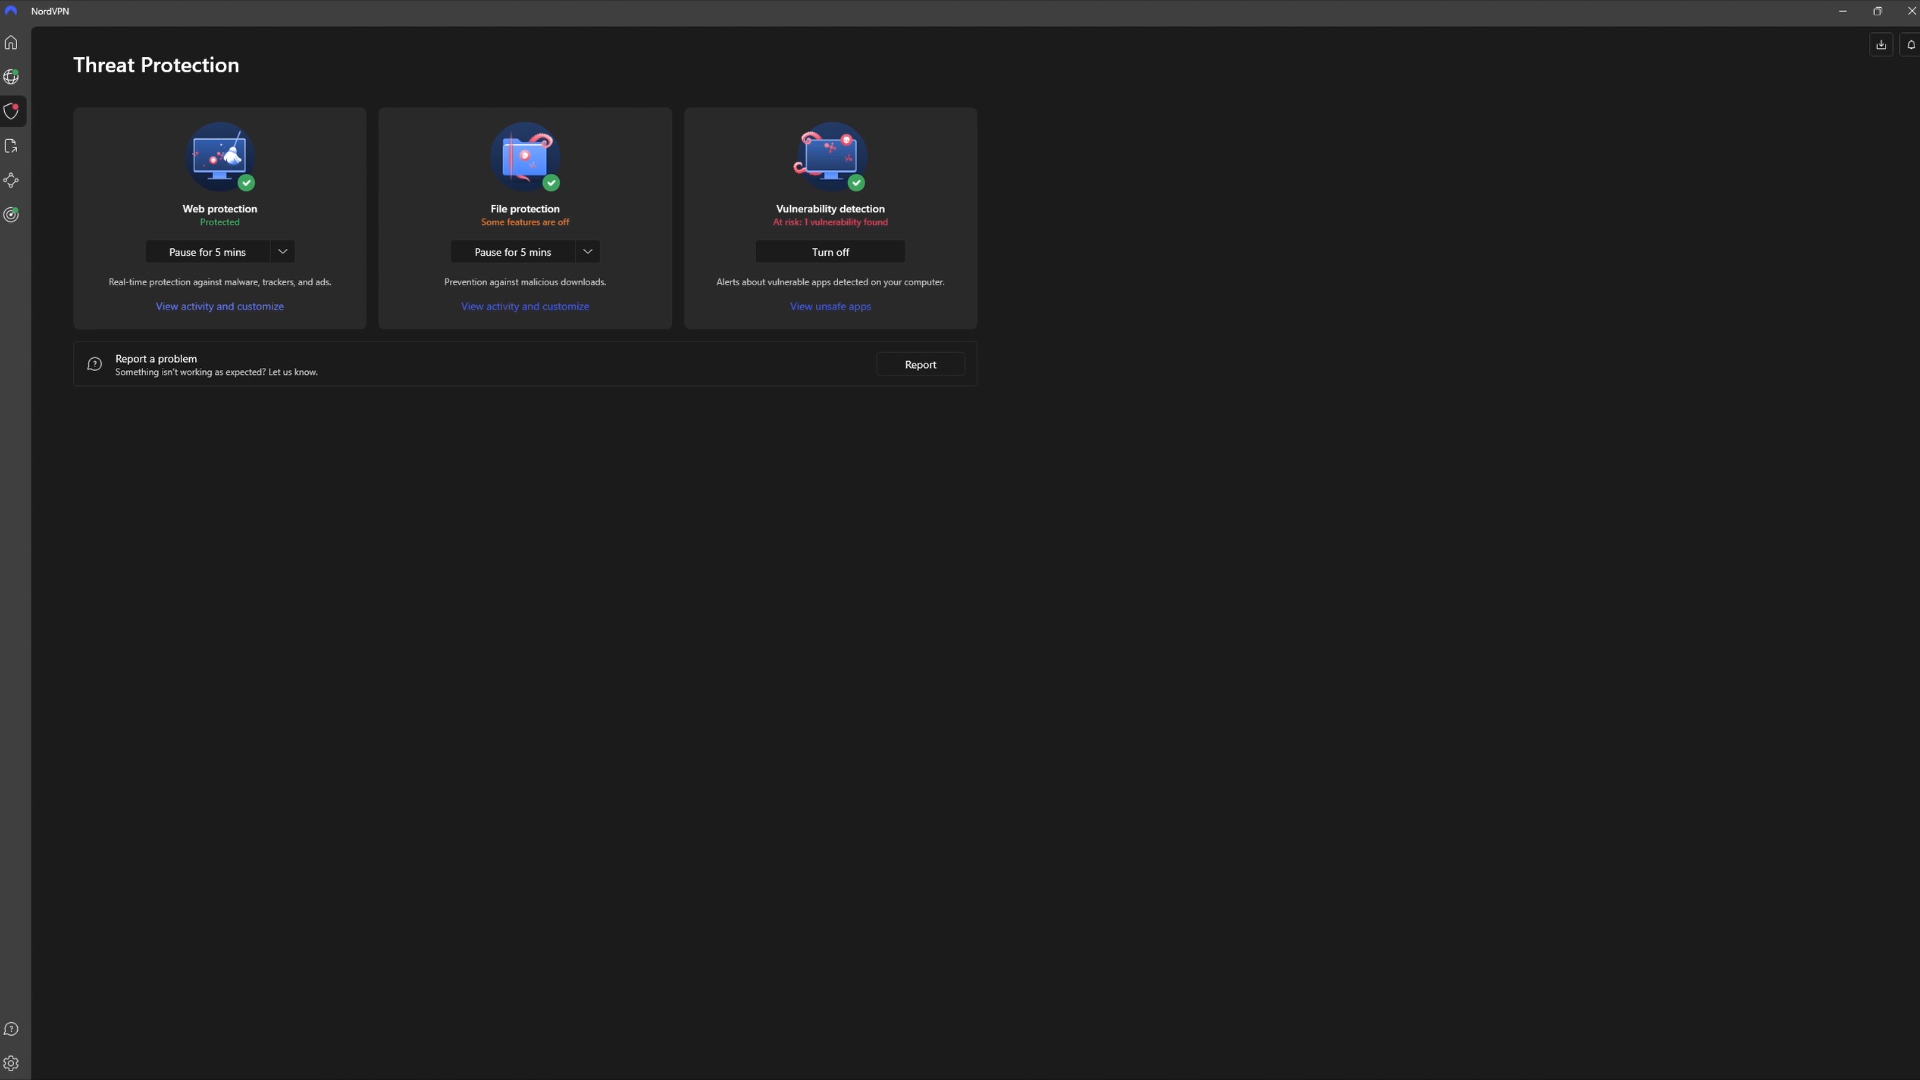 NordVPN
Threat Protection
Web protection
Protected
Pause for 5 mins
Real-time protection against malware, trackers, and ads.
View activity and customize
File protection
Some features are off
Pause for 5 mins
Prevention against malicious downloads.
View activity and customize
Vulnerability detection
At risk: 1 vulnerability found
Turn off
Alerts about vulnerable apps detected on your computer.
View unsafe apps
Report a problem
Something isn't working as expected? Let us know.
Report